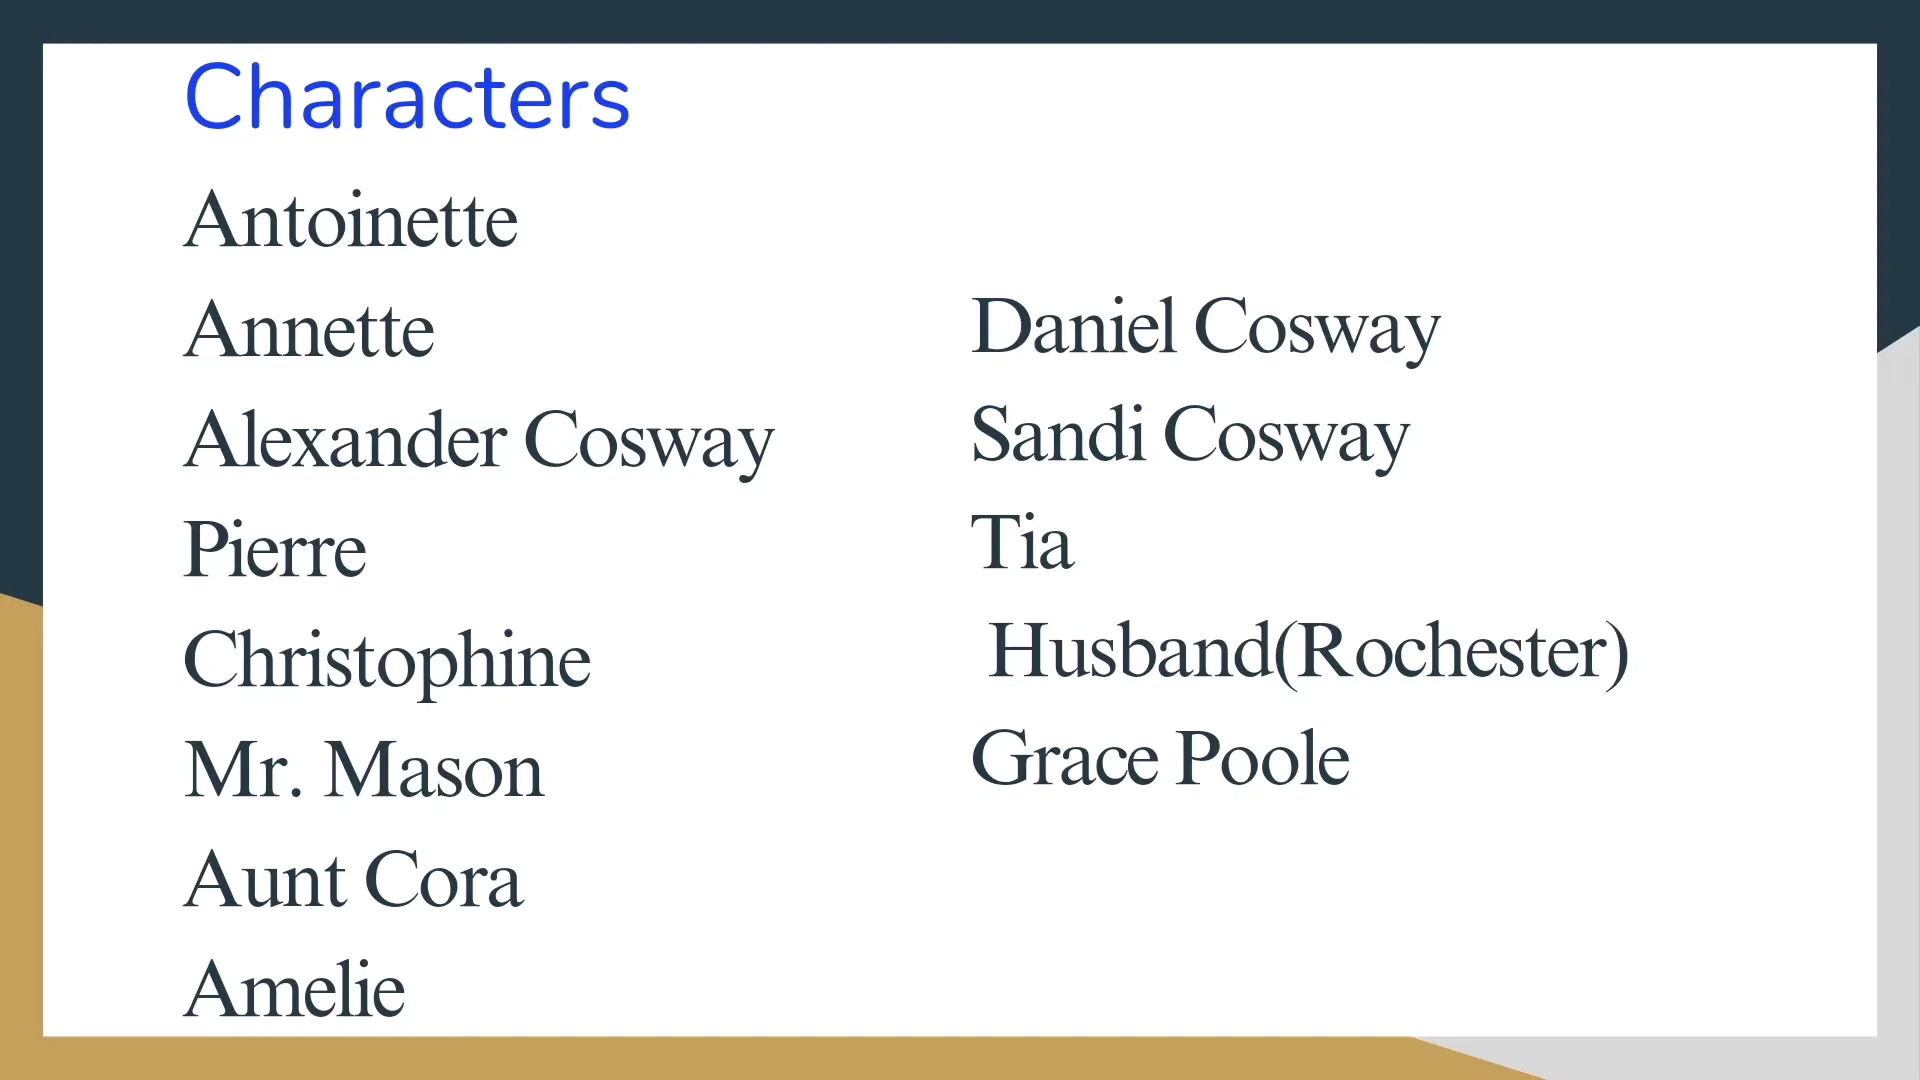 Characters
Antoinette
Annette
Alexander Cosway
Pierre
Christophine
Mr. Mason
Aunt Cora
Amelie
Daniel Cosway
Sandi Cosway
Tia
Husband(Rochester)
Grace Poole